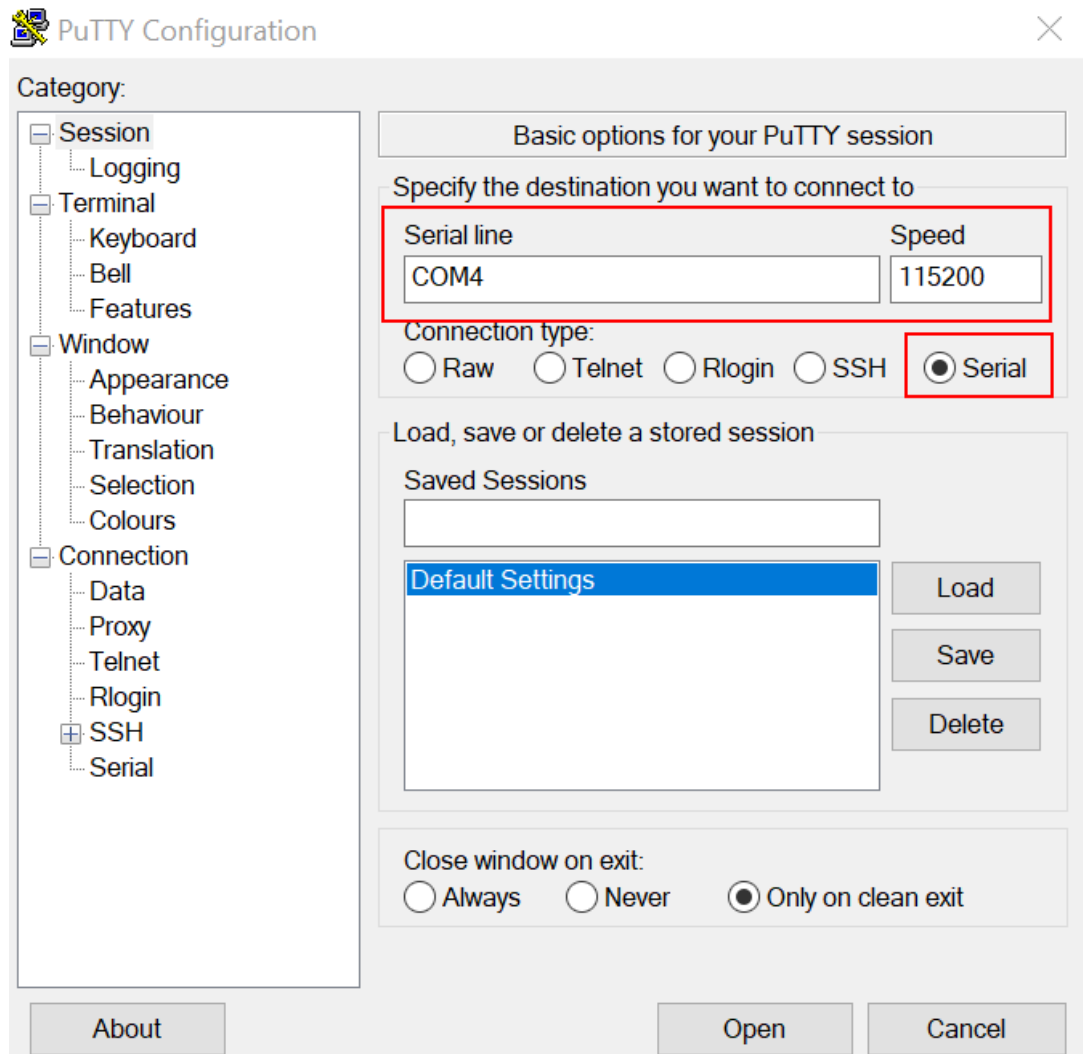 PuTTY Configuration
Category:
Session
Logging
Terminal
Keyboard
Bell
Features
Window
Appearance
Behaviour
Translation
Selection
Colours
Connection
Data
Proxy
Telnet
Rlogin
SSH
Serial
Basic options for your PuTTY session
Specify the destination you want to connect to
Serial line Speed
COM4 115200
Connection type:
Raw Telnet Rlogin SSH Serial
Load, save or delete a stored session
Saved Sessions
Default Settings
Load
Save
Delete
Close window on exit:
Always Never Only on clean exit
About Open Cancel